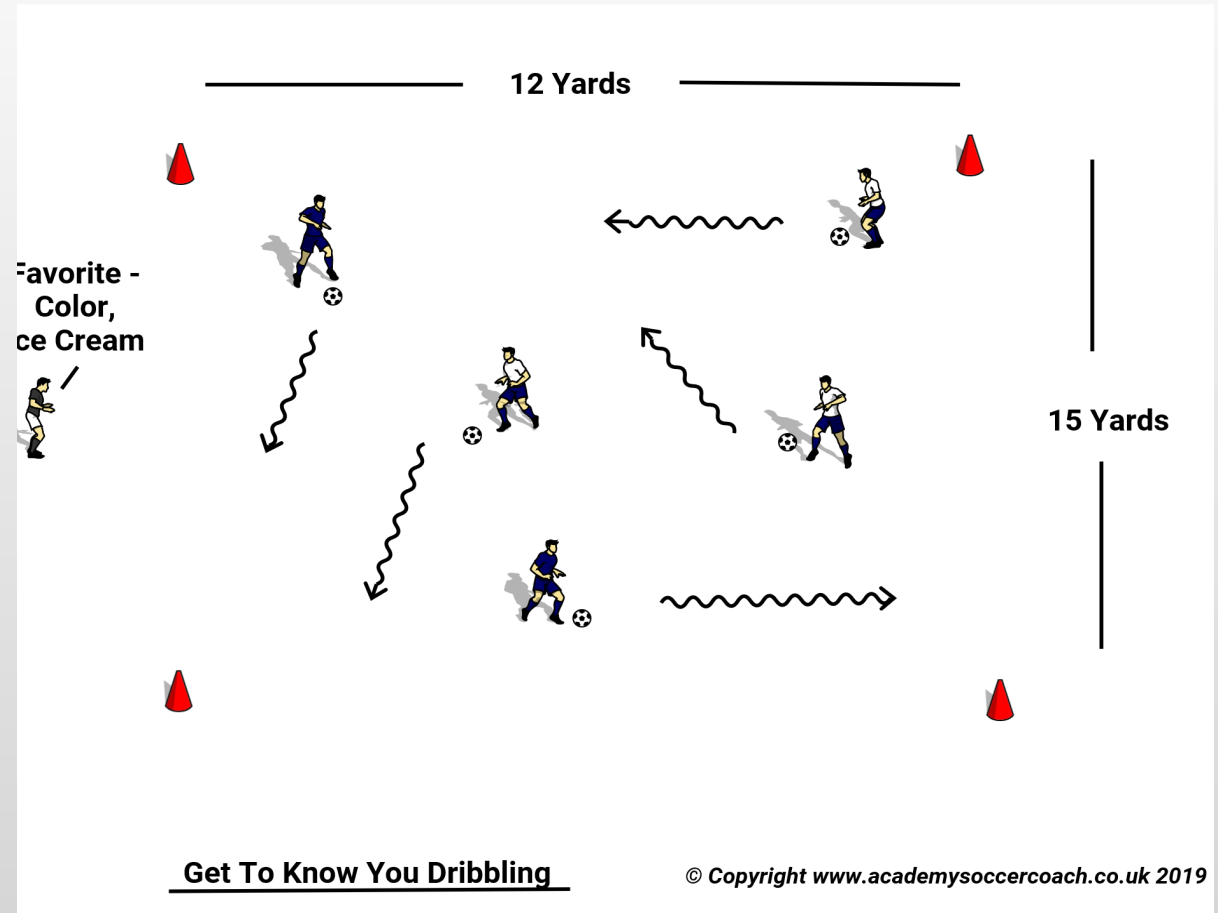 12 Yards
Favorite -
Color,
ce Cream
15 Yards
Get To Know You Dribbling
© Copyright www.academysoccercoach.co.uk 2019